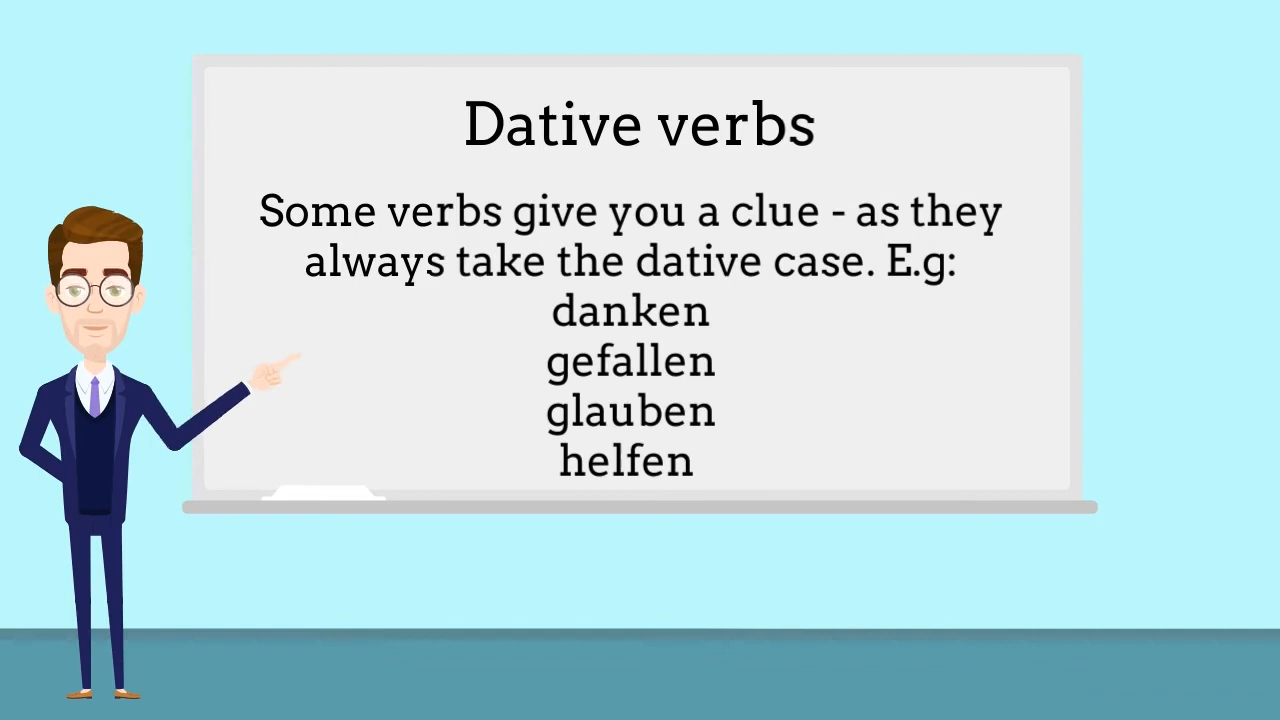 Dative verbs
Some verbs give you a clue - as they
always take the dative case. E.g:
danken
gefallen
glauben
helfen